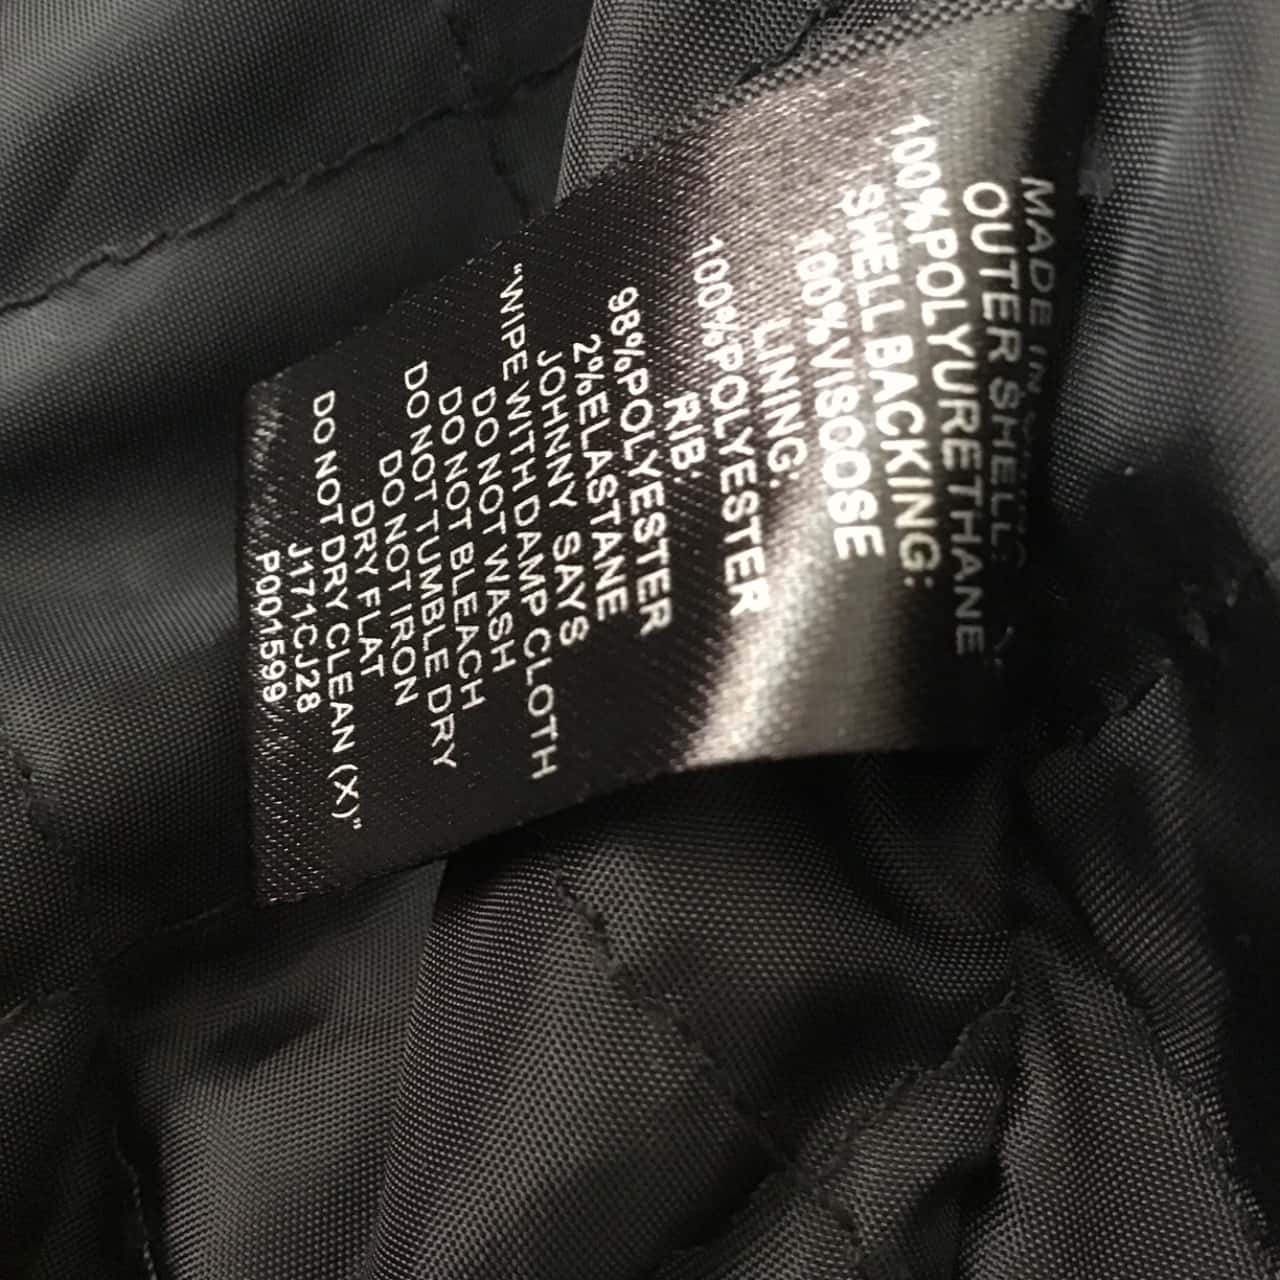 MADE IN
OUTER SHELL:
100%POLYURETHANE
SHELL BACKING:
100%VISCOSE
LINING:
100%POLYESTER
RIB:
98%POLYESTER
2%ELASTANE
JOHNNY SAYS
"WIPE WITH DAMP CLOTH
DO NOT WASH
DO NOT BLEACH
DO NOT TUMBLE DRY
DO NOT IRON
DRY FLAT
DO NOT DRY CLEAN (X)"
J171CJ28
P001599